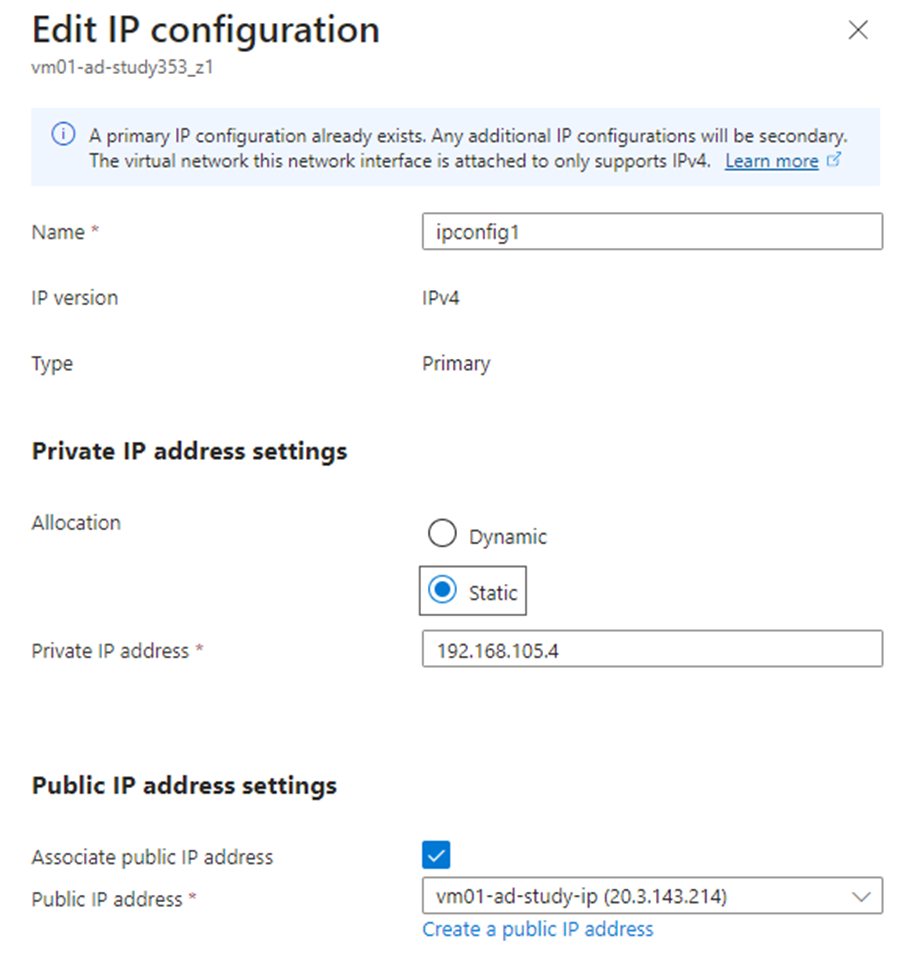 Edit IP configuration
vm01-ad-study353_z1
A primary IP configuration already exists. Any additional IP configurations will be secondary.
The virtual network this network interface is attached to only supports IPv4. Learn more
Name *
ipconfig1
IP version
IPv4
Type
Primary
Private IP address settings
Allocation
Dynamic
Static
Private IP address *
192.168.105.4
Public IP address settings
Associate public IP address
Public IP address *
vm01-ad-study-ip (20.3.143.214)
Create a public IP address